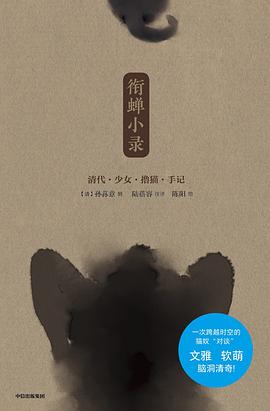 衔蝉小录
清代·少女·撸猫·手记
【清】孙荪意 辑 陆蓓容 注评 陈阳 绘
一次跨越时空的
猫奴“对谈”
文雅 软萌
脑洞清奇!
中信出版集团